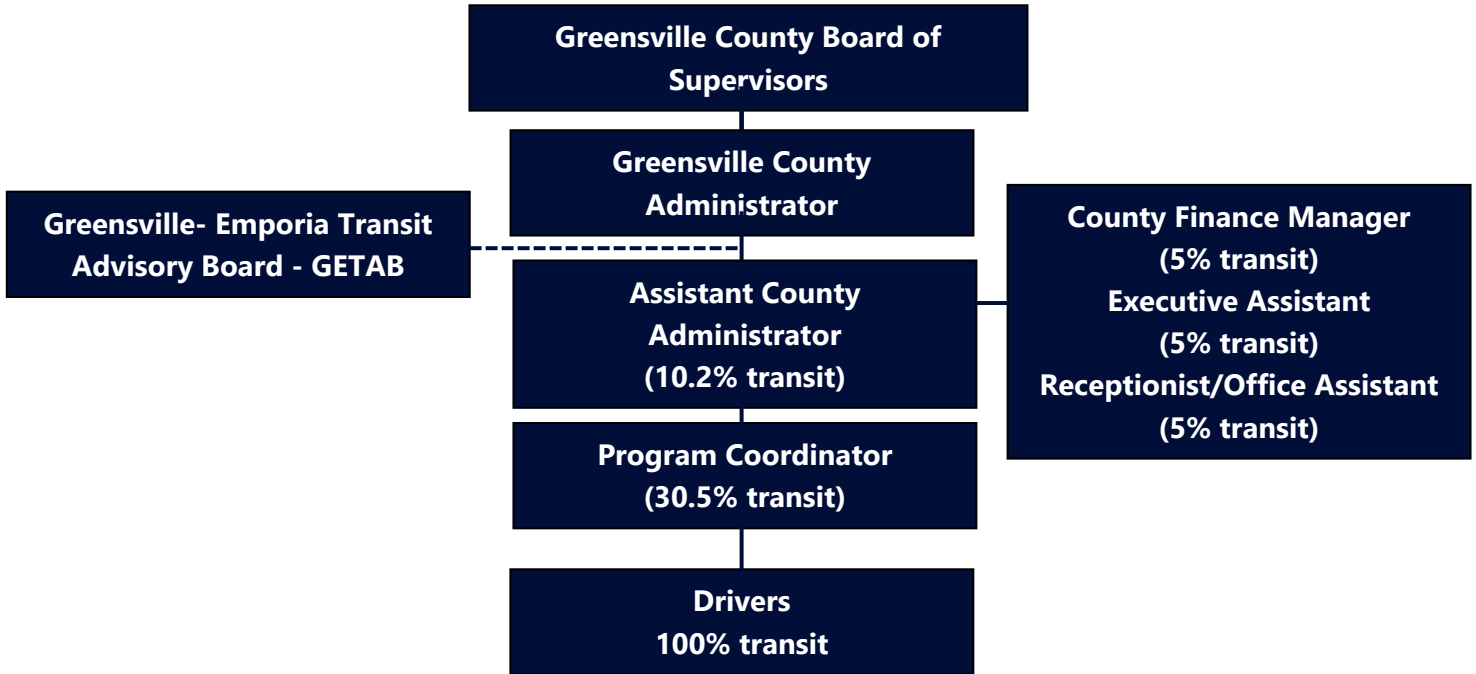 Greensville County Board of
Supervisors
Greensville County
Administrator
Greensville- Emporia Transit
Advisory Board - GETAB
Assistant County
Administrator
(10.2% transit)
County Finance Manager
(5% transit)
Executive Assistant
(5% transit)
Receptionist/Office Assistant
(5% transit)
Program Coordinator
(30.5% transit)
Drivers
100% transit